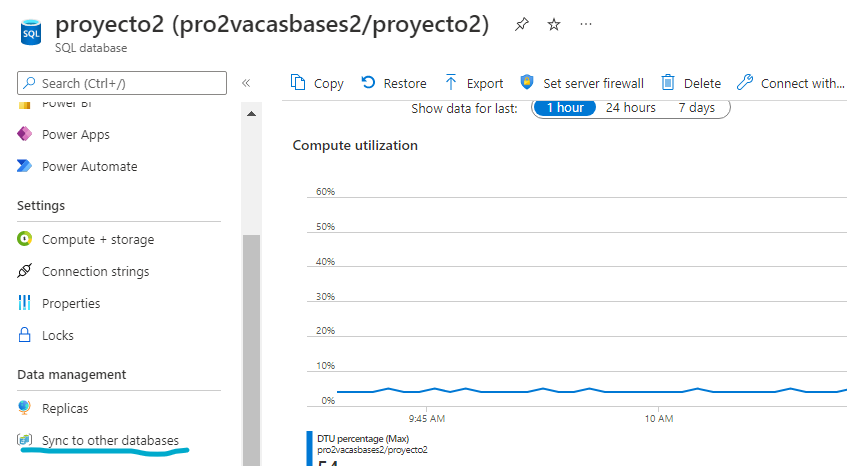 proyecto2 (pro2vacasbases2/proyecto2)
SQL
SQL database
Search (Ctrl+/)
Power BI
Power Apps
Power Automate
Settings
Compute + storage
Connection strings
Properties
Locks
Data management
Replicas
Sync to other databases
Copy
Restore
Export
Set server firewall
Delete
Connect with...
Show data for last:
1 hour
24 hours
7 days
Compute utilization
60%
50%
40%
30%
20%
10%
0%
9:45 AM
10 AM
DTU percentage (Max)
pro2vacasbases2/proyecto2